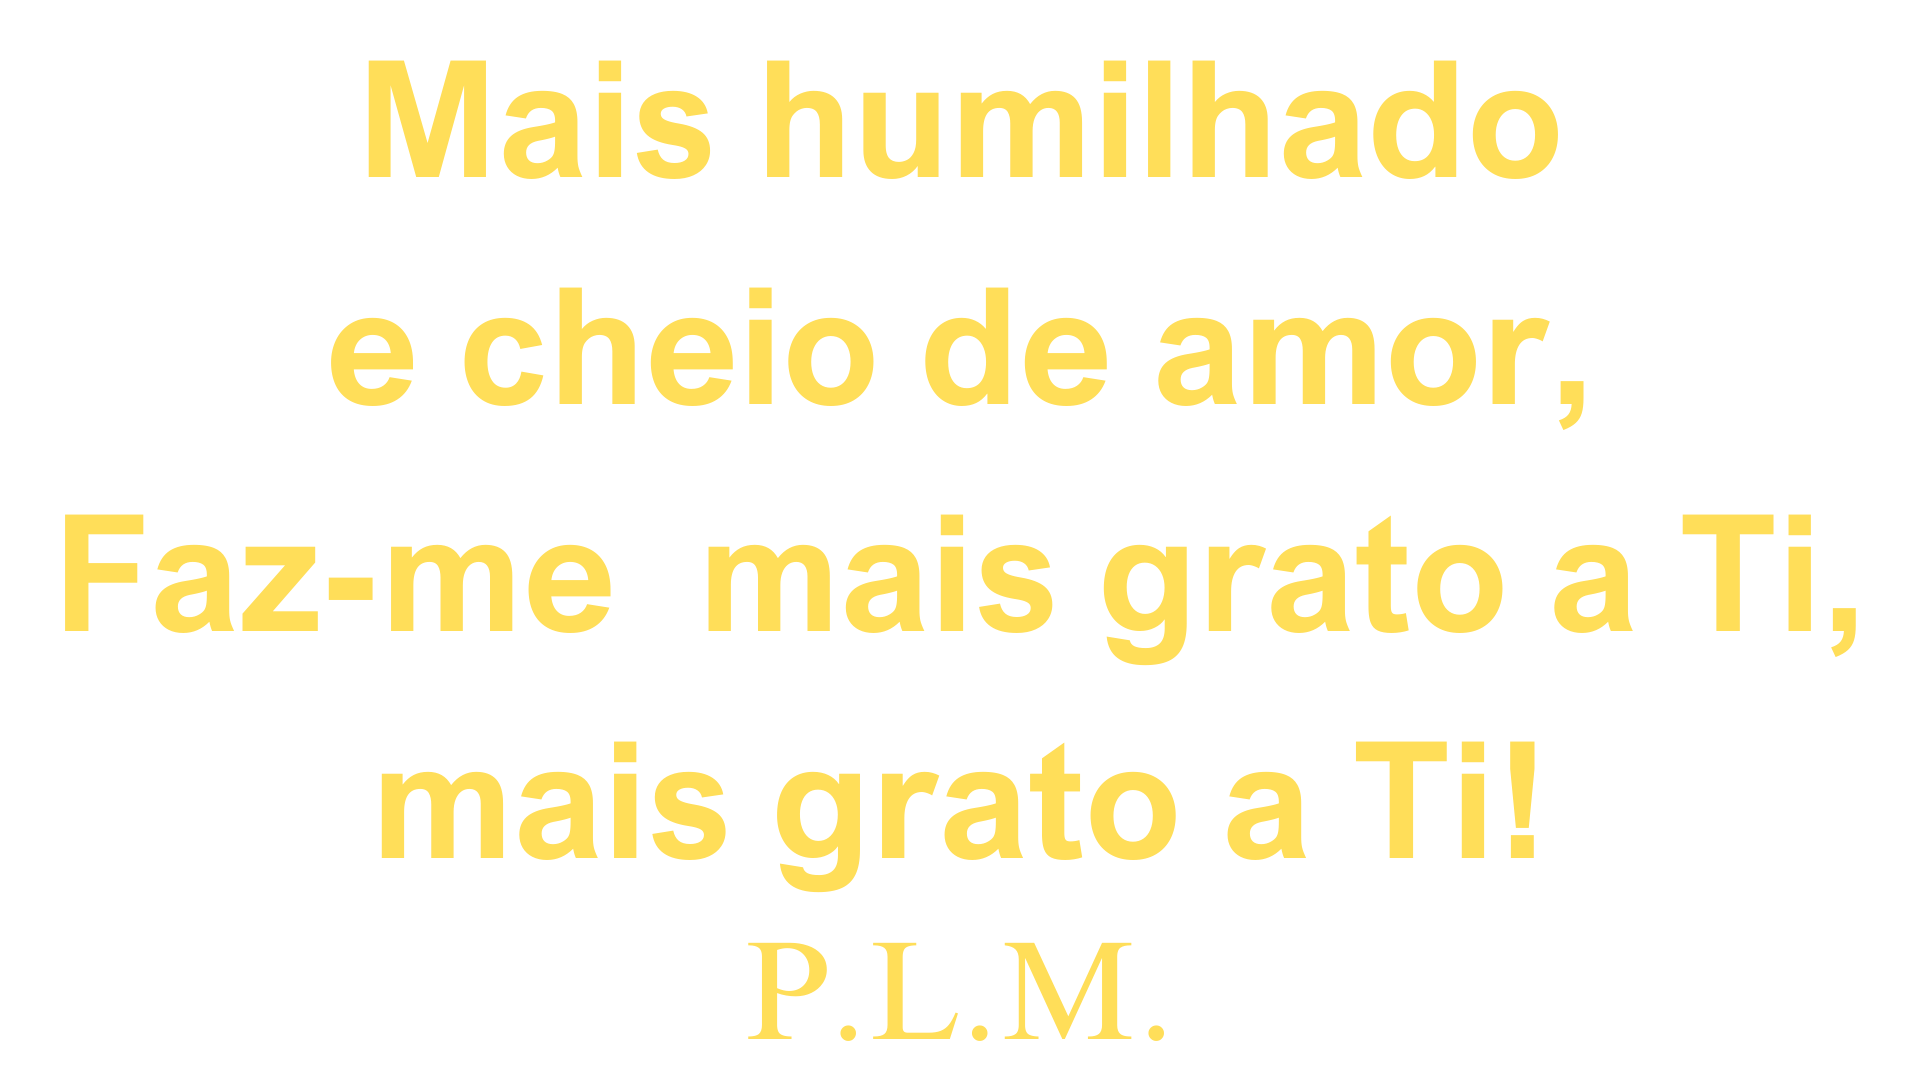 Mais humilhado
e cheio de amor,
Faz-me  mais grato a Ti,
mais grato a Ti!
P.L.M.